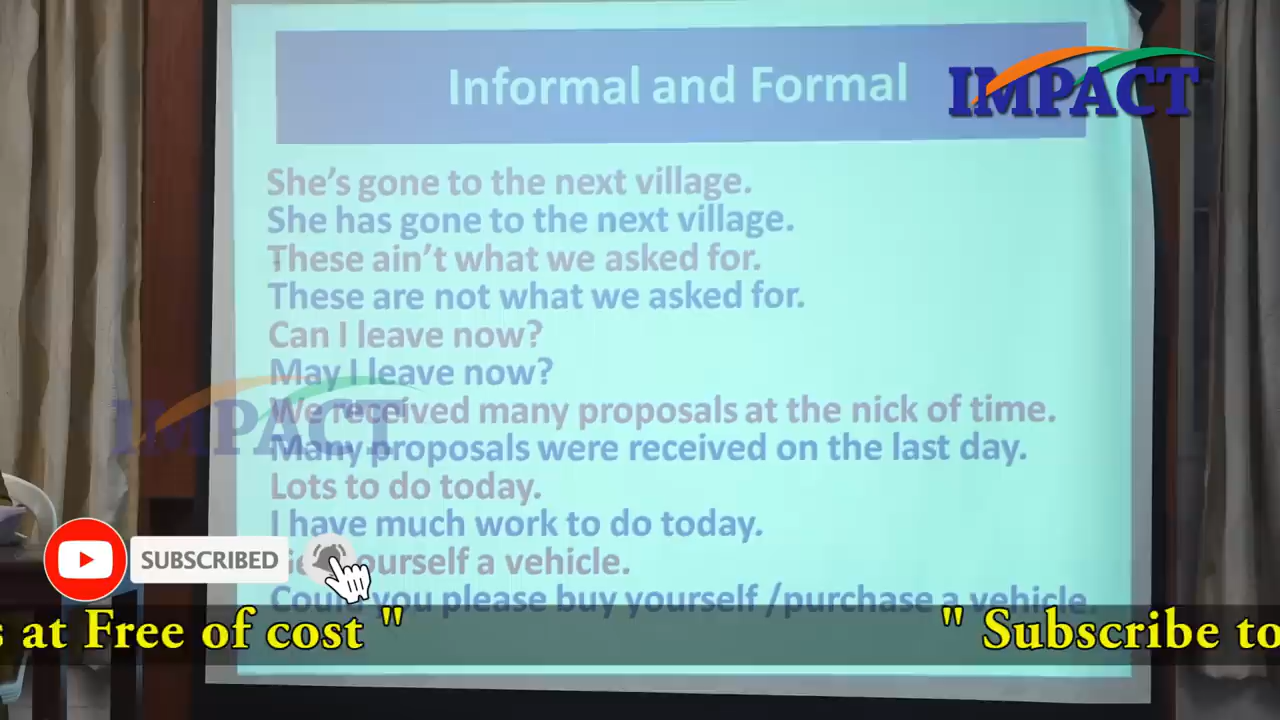 Informal and Formal
IMPACT
She's gone to the next village.
She has gone to the next village.
These ain't what we asked for.
These are not what we asked for.
Can I leave now?
May I leave now?
IMPACT
We received many proposals at the nick of time.
Many proposals were received on the last day.
Lots to do today.
I have much work to do today.
SUBSCRIBED
a vehicle.
you please buy yourself /purchase a vehicle.
s at Free of cost "
" Subscribe to